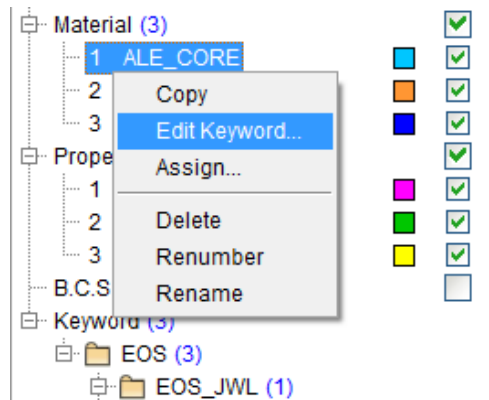 Material (3)
1 ALE_CORE
2 Copy
3 Edit Keyword...
Prope Assign...
1
2 Delete
3 Renumber
B.C.S Rename
Keyword (3)
EOS (3)
EOS_JWL (1)